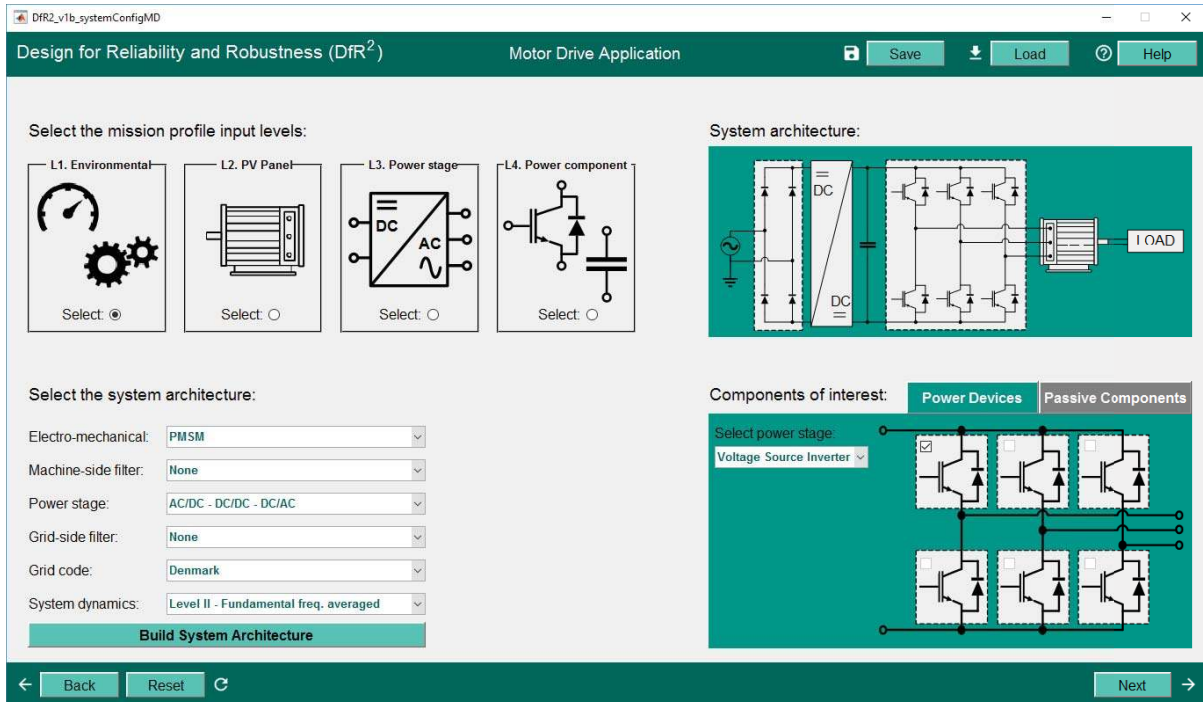 DfR2_v1b_systemConfigMD
Design for Reliability and Robustness (DfR²)
Motor Drive Application
Save
Load
Help
Select the mission profile input levels:
L1. Environmental
L2. PV Panel
L3. Power stage
L4. Power component
DC
AC
Select:
Select:
Select:
Select:
System architecture:
DC
DC
LOAD
Select the system architecture:
Electro-mechanical: PMSM
Machine-side filter: None
Power stage: AC/DC - DC/DC - DC/AC
Grid-side filter: None
Grid code: Denmark
System dynamics: Level II - Fundamental freq. averaged
Build System Architecture
Components of interest:
Power Devices
Passive Components
Select power stage:
Voltage Source Inverter
Back
Reset
Next